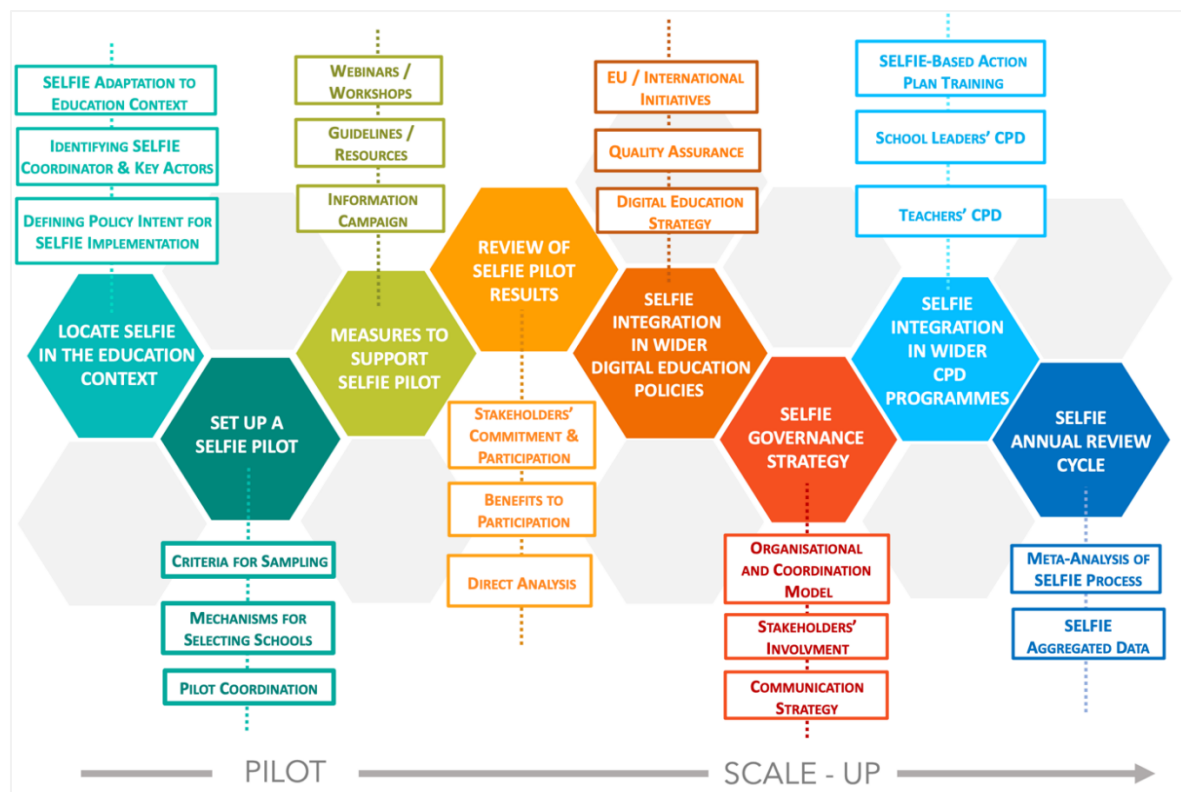 SELFIE ADAPTATION TO
EDUCATION CONTEXT
IDENTIFYING SELFIE
COORDINATOR & KEY ACTORS
DEFINING POLICY INTENT FOR
SELFIE IMPLEMENTATION
LOCATE SELFIE
IN THE EDUCATION
CONTEXT
SET UP A
SELFIE PILOT
CRITERIA FOR SAMPLING
MECHANISMS FOR
SELECTING SCHOOLS
PILOT COORDINATION
WEBINARS /
WORKSHOPS
GUIDELINES /
RESOURCES
INFORMATION
CAMPAIGN
MEASURES TO
SUPPORT
SELFIE PILOT
REVIEW OF
SELFIE PILOT
RESULTS
STAKEHOLDERS'
COMMITMENT &
PARTICIPATION
BENEFITS TO
PARTICIPATION
DIRECT ANALYSIS
EU / INTERNATIONAL
INITIATIVES
QUALITY ASSURANCE
DIGITAL EDUCATION
STRATEGY
SELFIE
INTEGRATION
IN WIDER
DIGITAL EDUCATION
POLICIES
SELFIE
GOVERNANCE
STRATEGY
ORGANISATIONAL
AND COORDINATION
MODEL
STAKEHOLDERS'
INVOLVMENT
COMMUNICATION
STRATEGY
SELFIE-BASED ACTION
PLAN TRAINING
SCHOOL LEADERS' CPD
TEACHERS' CPD
SELFIE
INTEGRATION
IN WIDER
CPD
PROGRAMMES
SELFIE
ANNUAL REVIEW
CYCLE
META-ANALYSIS OF
SELFIE PROCESS
SELFIE
AGGREGATED DATA
PILOT
SCALE - UP